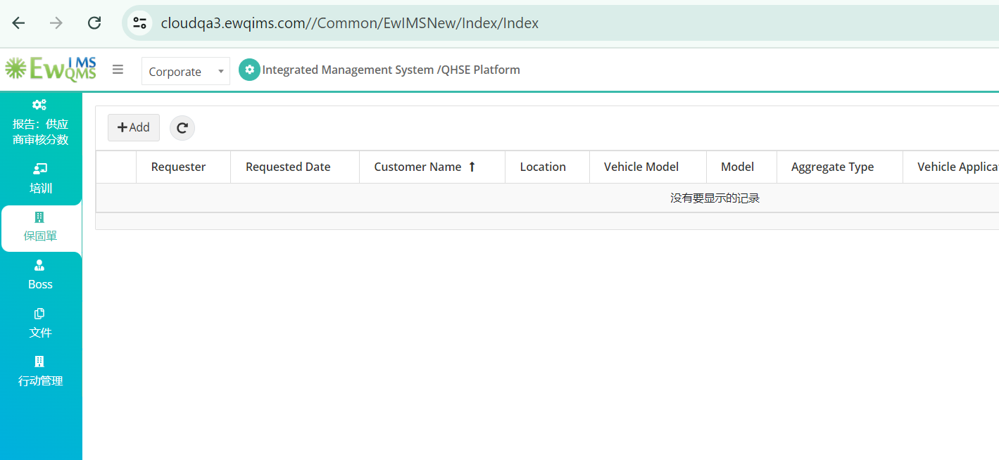 cloudqa3.ewqims.com//Common/EwIMSNew/Index/Index
EwIMS
QMS
Corporate
Integrated Management System /QHSE Platform
报告：供应
商审核分数
培训
保固單
Boss
文件
行动管理
Add
Requester Requested Date Customer Name Location Vehicle Model Model Aggregate Type Vehicle Applica
没有要显示的记录